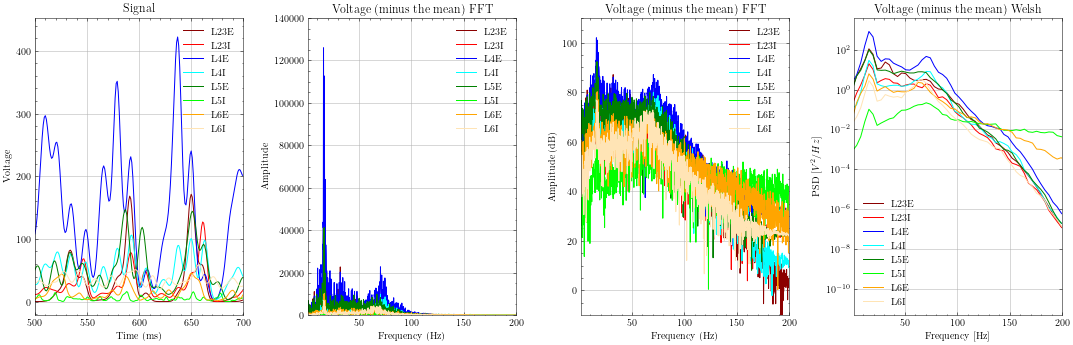 Signal
Voltage
400
300
200
100
0
500
550
600
650
700
Time (ms)
L23E
L23I
L4E
L4I
L5E
L5I
L6E
L6I
Voltage (minus the mean) FFT
Amplitude
140000
120000
100000
80000
60000
40000
20000
0
50
100
150
200
Frequency (Hz)
L23E
L23I
L4E
L4I
L5E
L5I
L6E
L6I
Voltage (minus the mean) FFT
Amplitude (dB)
100
80
60
40
20
0
50
100
150
200
Frequency (Hz)
L23E
L23I
L4E
L4I
L5E
L5I
L6E
L6I
Voltage (minus the mean) Welsh
PSD [V²/Hz]
10²
10⁰
10⁻²
10⁻⁴
10⁻⁶
10⁻⁸
10⁻¹⁰
50
100
150
200
Frequency [Hz]
L23E
L23I
L4E
L4I
L5E
L5I
L6E
L6I